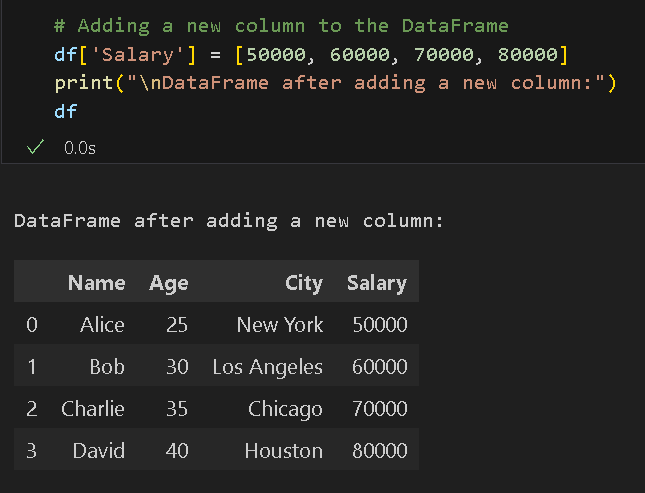 # Adding a new column to the DataFrame
df['Salary'] = [50000, 60000, 70000, 80000]
print("\nDataFrame after adding a new column:")
df
0.0s
DataFrame after adding a new column:
Name Age City Salary
0 Alice 25 New York 50000
1 Bob 30 Los Angeles 60000
2 Charlie 35 Chicago 70000
3 David 40 Houston 80000